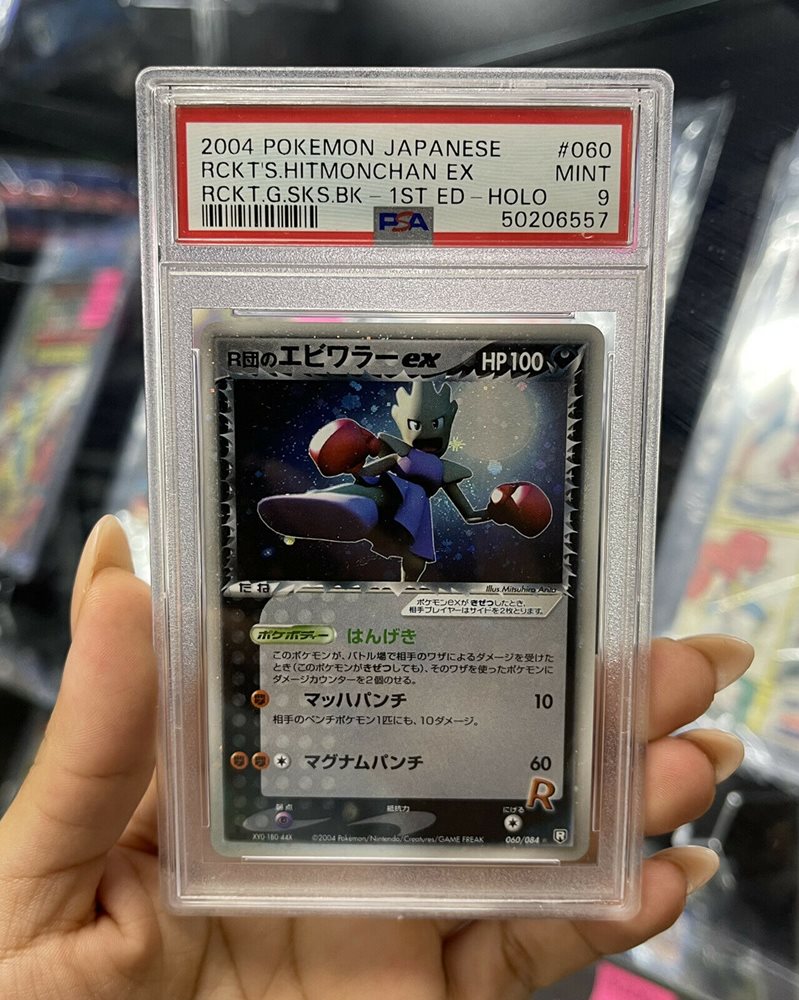 2004 POKEMON JAPANESE #060
RCKT'S.HITMONCHAN EX MINT
RCKT.G.SKS.BK - 1ST ED - HOLO 9
PSA 50206557
R団のエビワラーex HP100
たね Illus.Mitsuhiro Arita
ポケモンexがきぜつしたとき、
相手プレイヤーはサイドを2枚とります。
ポケボディー はんげき
このポケモンが、バトル場で相手のワザによるダメージを受けた
とき（このポケモンがきぜつしても）、そのワザを使ったポケモンに
ダメージカウンターを2個のせる。
マッハパンチ 10
相手のベンチポケモン1匹にも、10ダメージ。
マグナムパンチ 60
R
弱点 抵抗力 にげる
©2004 Pokémon/Nintendo/Creatures/GAME FREAK 060/084 R